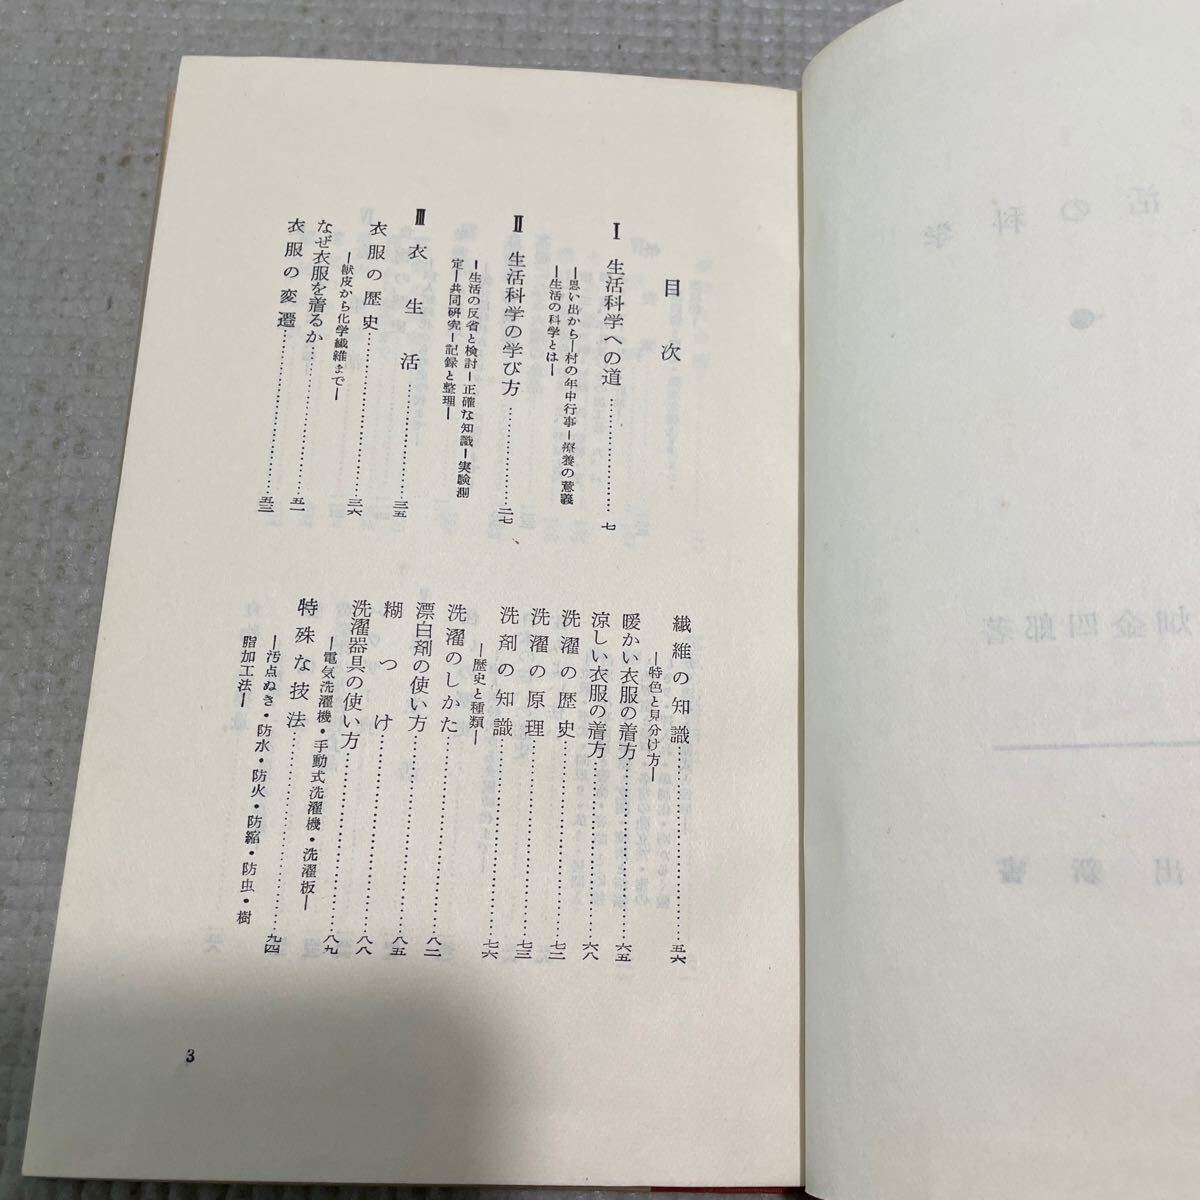 目次
Ⅰ 生活科学への道……………七
―思い出から―村の年中行事―療養の意義
―生活の科学とは―
Ⅱ 生活科学の学び方……………二七
―生活の反省と検討―正確な知識―実験測
定―共同研究―記録と整理―
Ⅲ 衣生活……………三五
衣服の歴史……………三六
―獣皮から化学繊維まで―
なぜ衣服を着るか……………五一
衣服の変遷……………五三
繊維の知識……………五六
―特色と見分け方―
暖かい衣服の着方……………六五
涼しい衣服の着方……………六八
洗濯の歴史……………七二
洗濯の原理……………七三
洗剤の知識……………七六
―歴史と種類―
洗濯のしかた……………
漂白剤の使い方……………八二
糊つけ……………八五
洗濯器具の使い方……………八八
―電気洗濯機・手動式洗濯機・洗濯板―八九
特殊な技法……………九四
―汚点ぬき・防水・防火・防縮・防虫・樹
脂加工法―
3